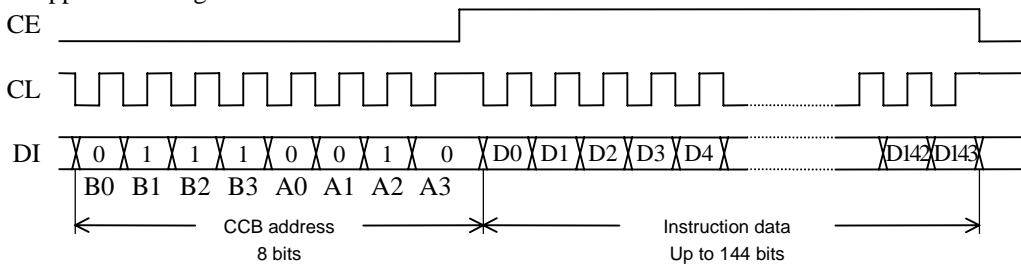 CE
CL
DI 0 1 1 1 0 0 1 0 D0 D1 D2 D3 D4 D142 D143
B0 B1 B2 B3 A0 A1 A2 A3
CCB address Instruction data
8 bits Up to 144 bits